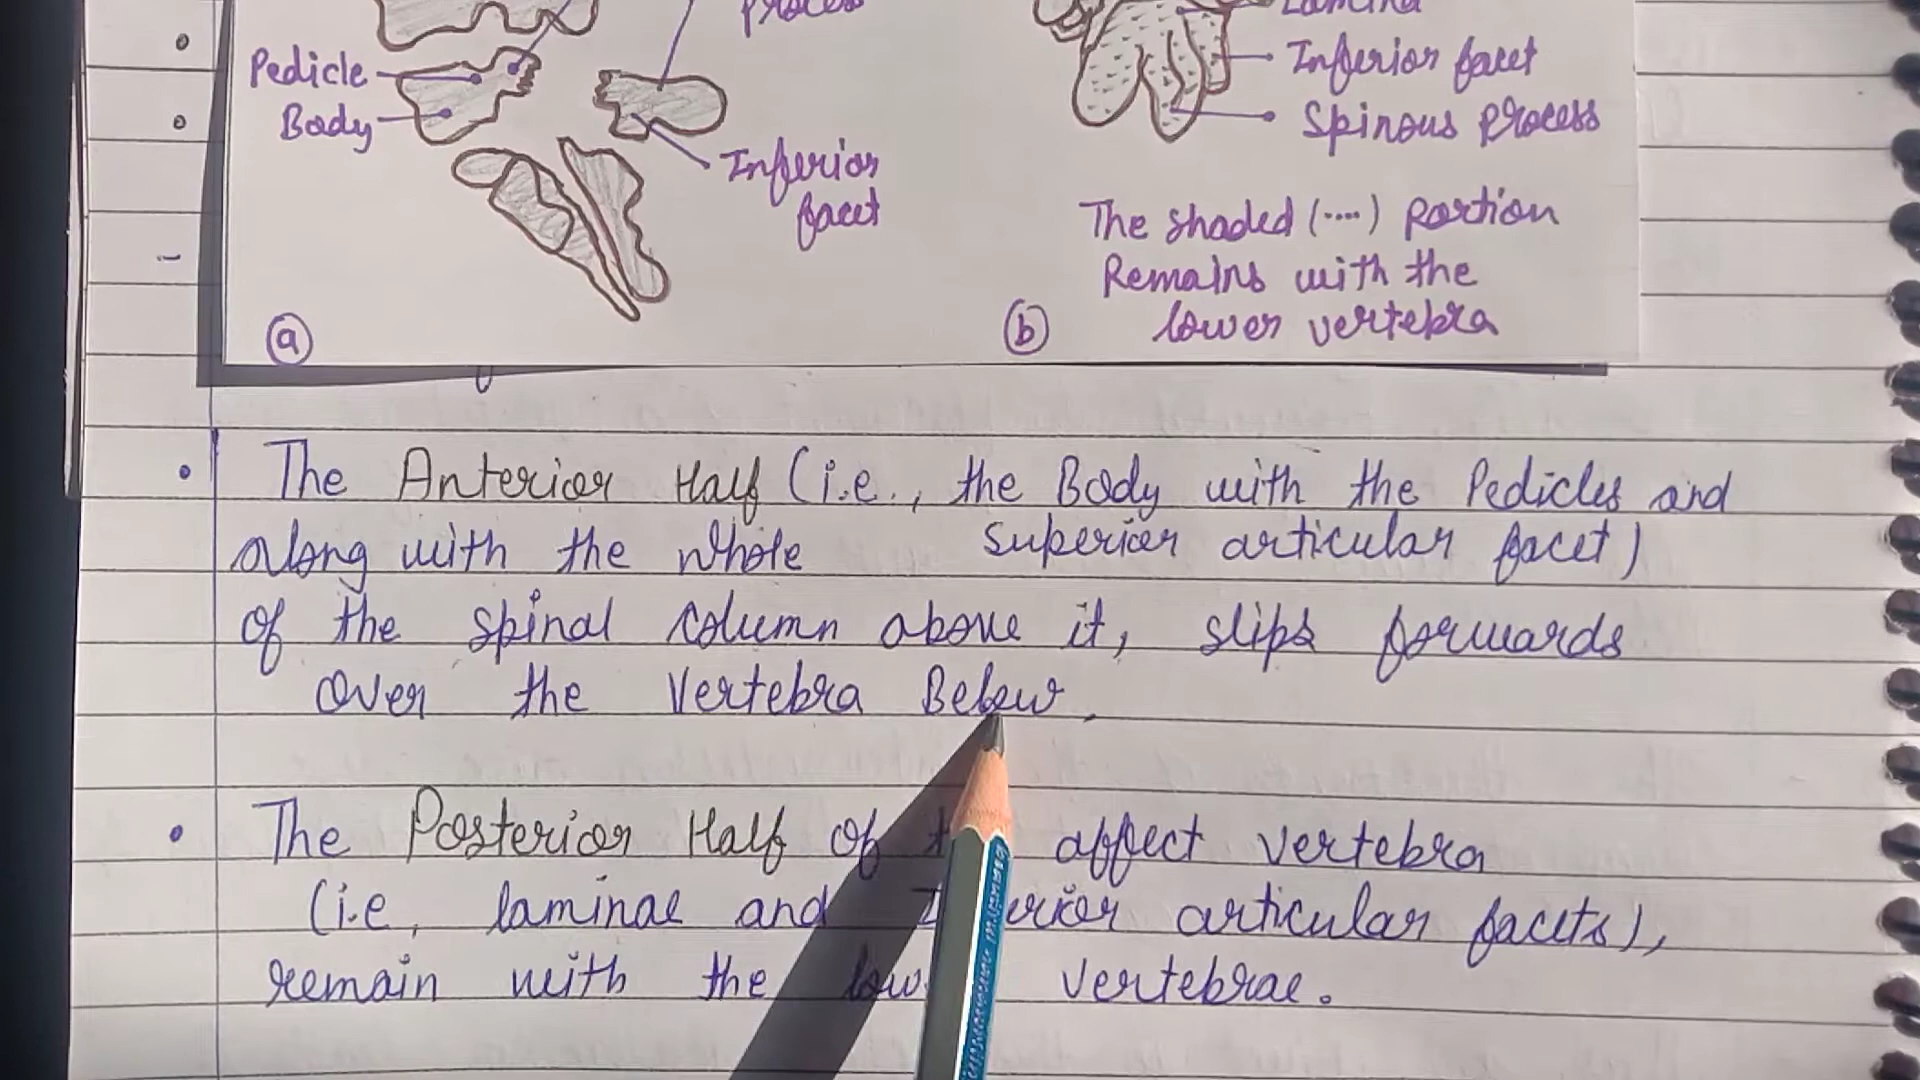 Process
Pedicle
Body
Inferior
facet
(a)
Lamina
Inferior facet
Spinous Process
The shaded (····) Portion
Remains with the
lower vertebra
(b)
• The Anterior Half (i.e., the Body with the Pedicles and
along with the whole superior articular facet)
of the spinal column above it, slips forwards
over the Vertebra Below.
• The Posterior Half of affect vertebra
(i.e, laminae and articular facets),
remain with the vertebrae.